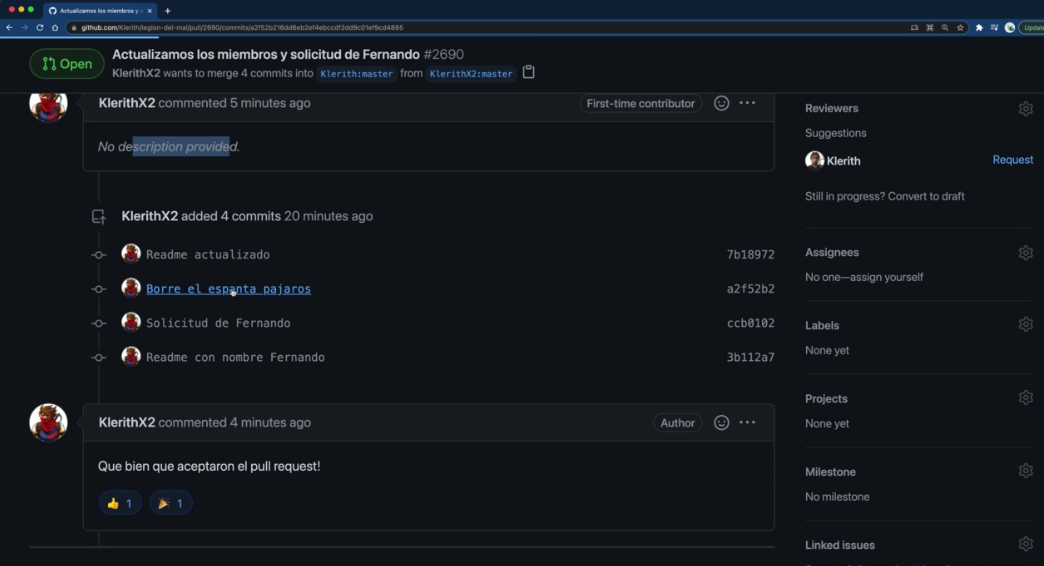 Actualizamos los miembros y
github.com/Klerith/legion-del-mal/pull/2690/commits/a2f52b216dd6eb2ef4ebccdf2dd9c01ef9cd4885
Update
Open
Actualizamos los miembros y solicitud de Fernando #2690
KlerithX2 wants to merge 4 commits into Klerith:master from KlerithX2:master
KlerithX2 commented 5 minutes ago
First-time contributor
No description provided.
KlerithX2 added 4 commits 20 minutes ago
Readme actualizado 7b18972
Borre el espanta pajaros a2f52b2
Solicitud de Fernando ccb0102
Readme con nombre Fernando 3b112a7
KlerithX2 commented 4 minutes ago
Author
Que bien que aceptaron el pull request!
👍 1 🎉 1
Reviewers
Suggestions
Klerith Request
Still in progress? Convert to draft
Assignees
No one—assign yourself
Labels
None yet
Projects
None yet
Milestone
No milestone
Linked issues